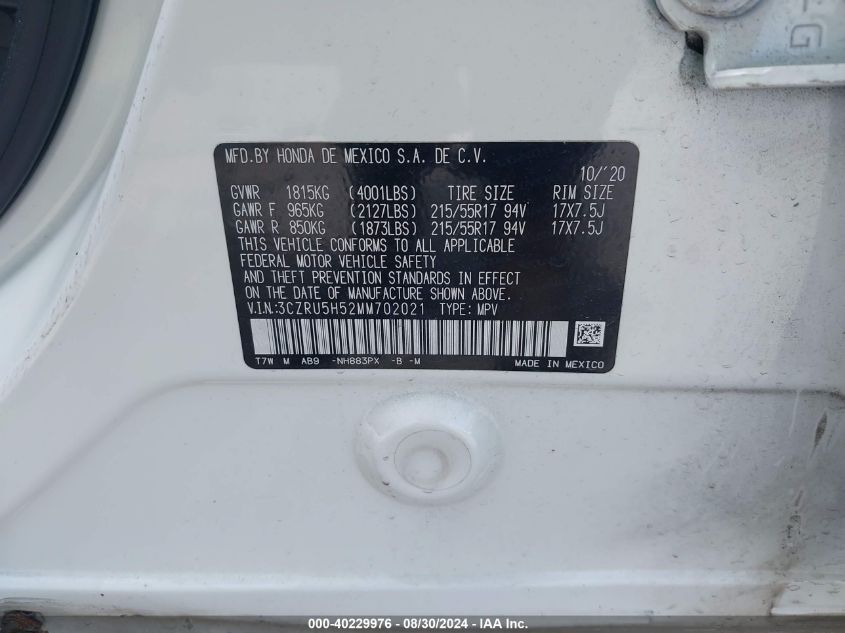 MFD.BY HONDA DE MEXICO S.A. DE C.V.
10/'20
GVWR 1815KG (4001LBS) TIRE SIZE RIM SIZE
GAWR F 965KG (2127LBS) 215/55R17 94V 17X7.5J
GAWR R 850KG (1873LBS) 215/55R17 94V 17X7.5J
THIS VEHICLE CONFORMS TO ALL APPLICABLE
FEDERAL MOTOR VEHICLE SAFETY
AND THEFT PREVENTION STANDARDS IN EFFECT
ON THE DATE OF MANUFACTURE SHOWN ABOVE.
V.I.N.:3CZRU5H52MM702021 TYPE: MPV
T7W M AB9 -NH883PX -B -M
MADE IN MEXICO
000-40229976 - 08/30/2024 - IAA Inc.